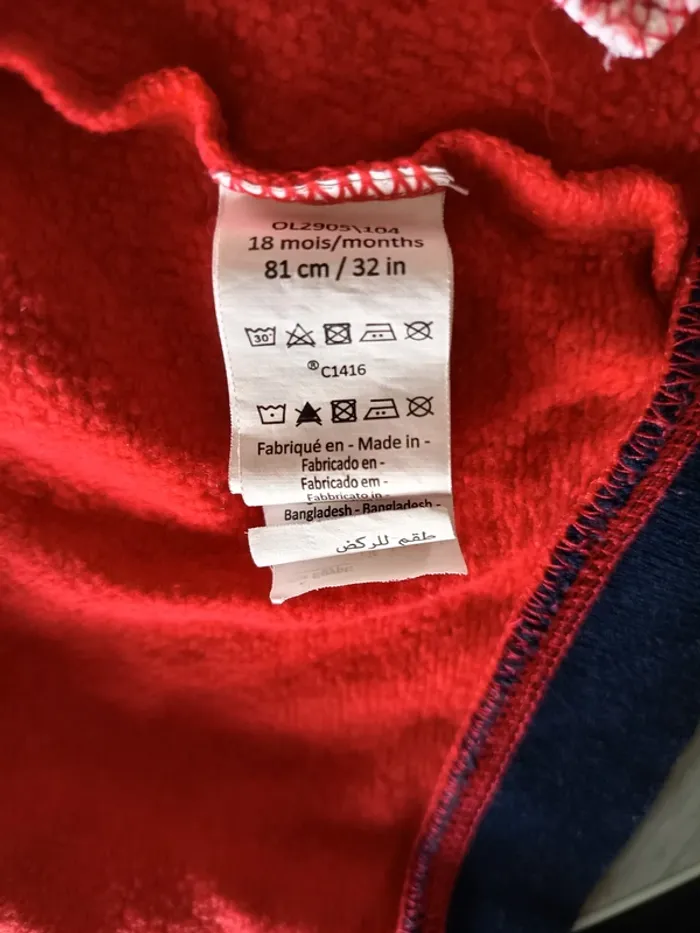 OL2905\104
18 mois/months
81 cm / 32 in
30°
® C1416
Fabriqué en - Made in -
Fabricado en -
Fabricado em -
Fabbricato in -
Bangladesh - Bangladesh -
طقم للركض